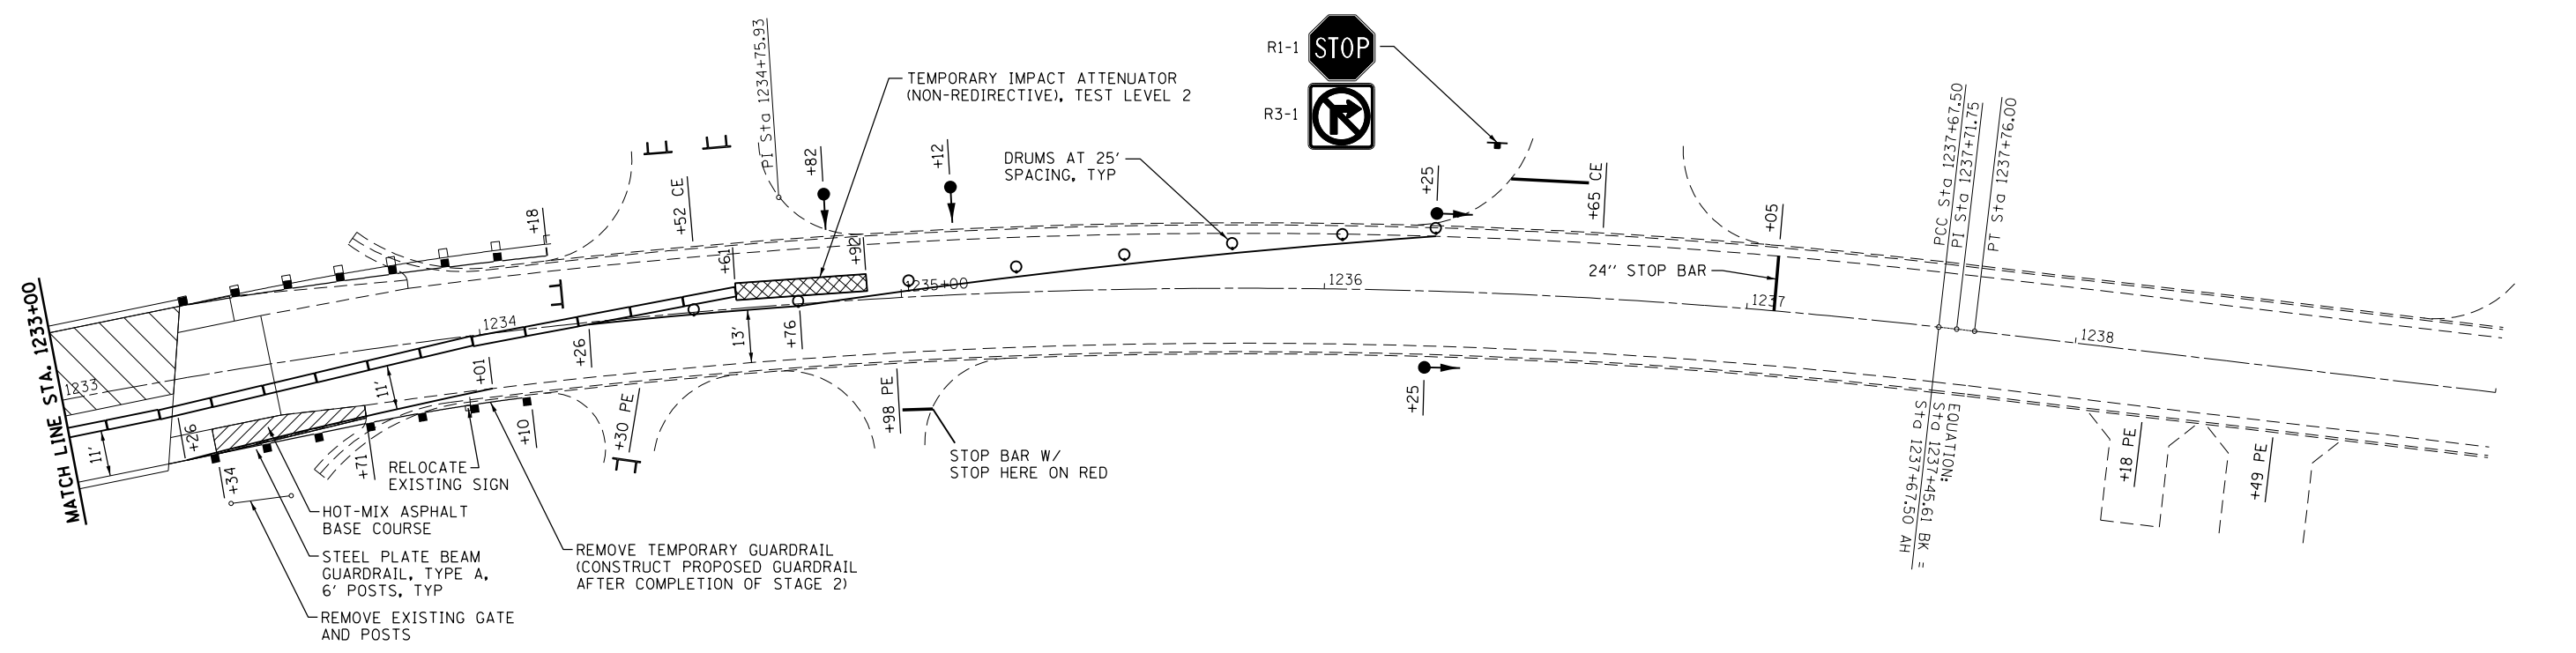 MATCH LINE STA. 1233+00
1233
11'
+26
+34
+71
11'
+01
+10
+18
1234
+26
+30 PE
+52 CE
+61
13'
+76
PI Sta 1234+75.93
+82
+92
+12
TEMPORARY IMPACT ATTENUATOR
(NON-REDIRECTIVE), TEST LEVEL 2
DRUMS AT 25'
SPACING, TYP
R1-1
STOP
R3-1
+25
+65 CE
1235+00
1236
+98 PE
STOP BAR W/
STOP HERE ON RED
+25
24'' STOP BAR
+05
1237
PCC Sta 1237+67.50
PI Sta 1237+71.75
PT Sta 1237+76.00
EQUATION:
Sta 1237+45.61 BK =
Sta 1237+67.50 AH
1238
+18 PE
+49 PE
RELOCATE
EXISTING SIGN
HOT-MIX ASPHALT
BASE COURSE
STEEL PLATE BEAM
GUARDRAIL, TYPE A,
6' POSTS, TYP
REMOVE EXISTING GATE
AND POSTS
REMOVE TEMPORARY GUARDRAIL
(CONSTRUCT PROPOSED GUARDRAIL
AFTER COMPLETION OF STAGE 2)